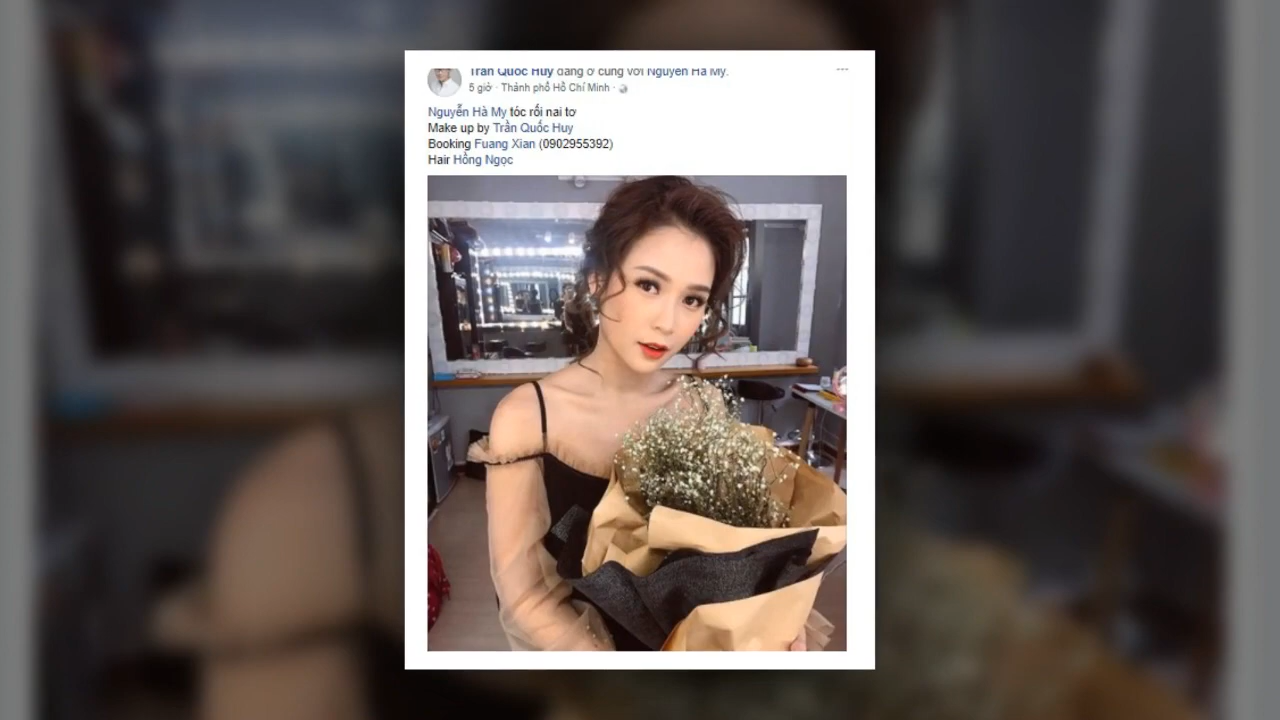 Trần Quốc Huy đang ở cùng với Nguyễn Hà My.
5 giờ · Thành phố Hồ Chí Minh ·
Nguyễn Hà My tóc rối nai tơ
Make up by Trần Quốc Huy
Booking Fuang Xian (0902955392)
Hair Hồng Ngọc